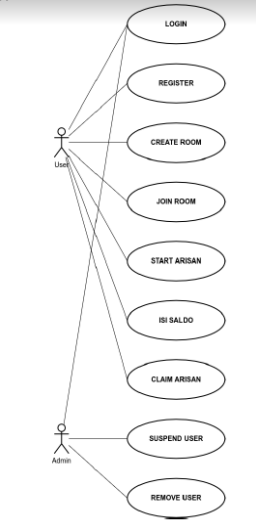 LOGIN
REGISTER
CREATE ROOM
User
JOIN ROOM
START ARISAN
ISI SALDO
CLAIM ARISAN
SUSPEND USER
Admin
REMOVE USER